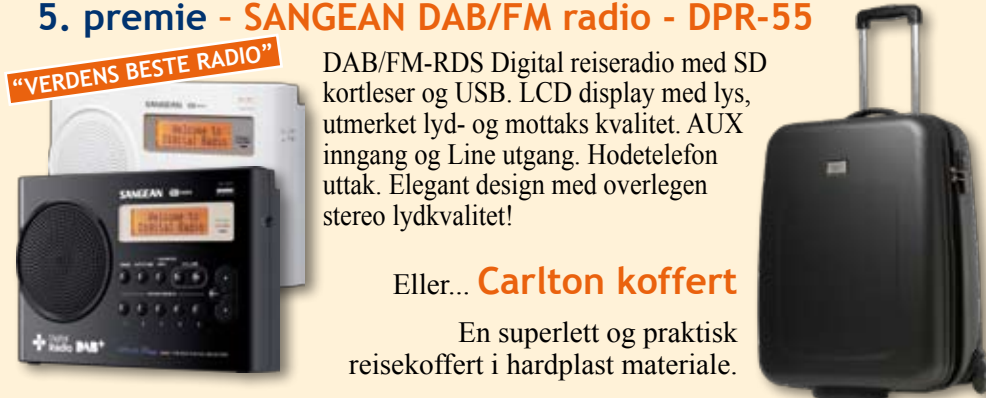 5. premie – SANGEAN DAB/FM radio - DPR-55
“VERDENS BESTE RADIO”
DAB/FM-RDS Digital reiseradio med SD
kortleser og USB. LCD display med lys,
utmerket lyd- og mottaks kvalitet. AUX
inngang og Line utgang. Hodetelefon
uttak. Elegant design med overlegen
stereo lydkvalitet!
Eller... Carlton koffert
En superlett og praktisk
reisekoffert i hardplast materiale.
SANGEAN
Welcome to
Digital Radio
SANGEAN
Welcome to
Digital Radio
Radio DAB+